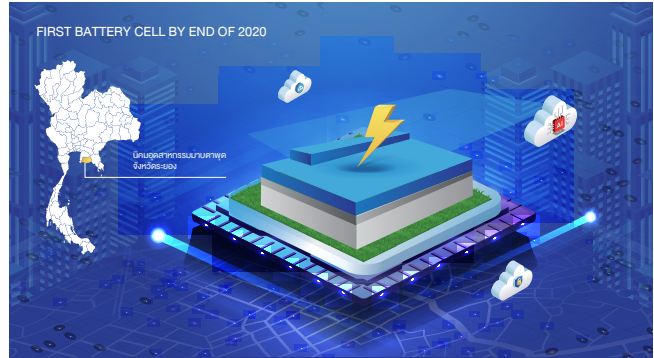 FIRST BATTERY CELL BY END OF 2020
นิคมอุตสาหกรรมมาบตาพุด
จังหวัดระยอง
AI